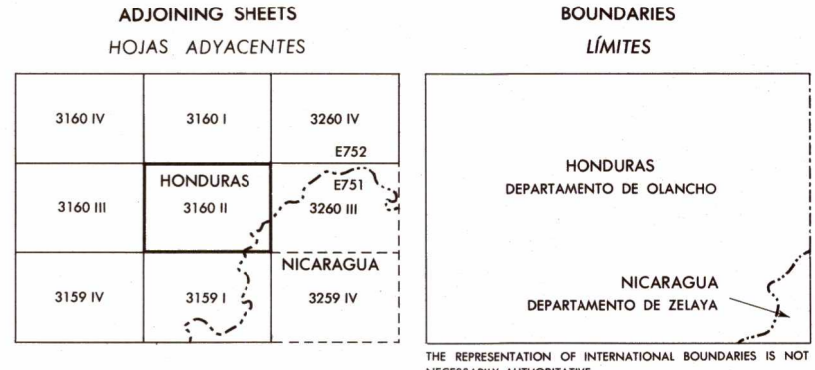 ADJOINING SHEETS
HOJAS ADYACENTES
3160 IV
3160 I
3260 IV
E752
HONDURAS
E751
3160 III
3160 II
3260 III
NICARAGUA
3159 IV
3159 I
3259 IV
BOUNDARIES
LÍMITES
HONDURAS
DEPARTAMENTO DE OLANCHO
NICARAGUA
DEPARTAMENTO DE ZELAYA
THE REPRESENTATION OF INTERNATIONAL BOUNDARIES IS NOT
NECESSARILY AUTHORITATIVE